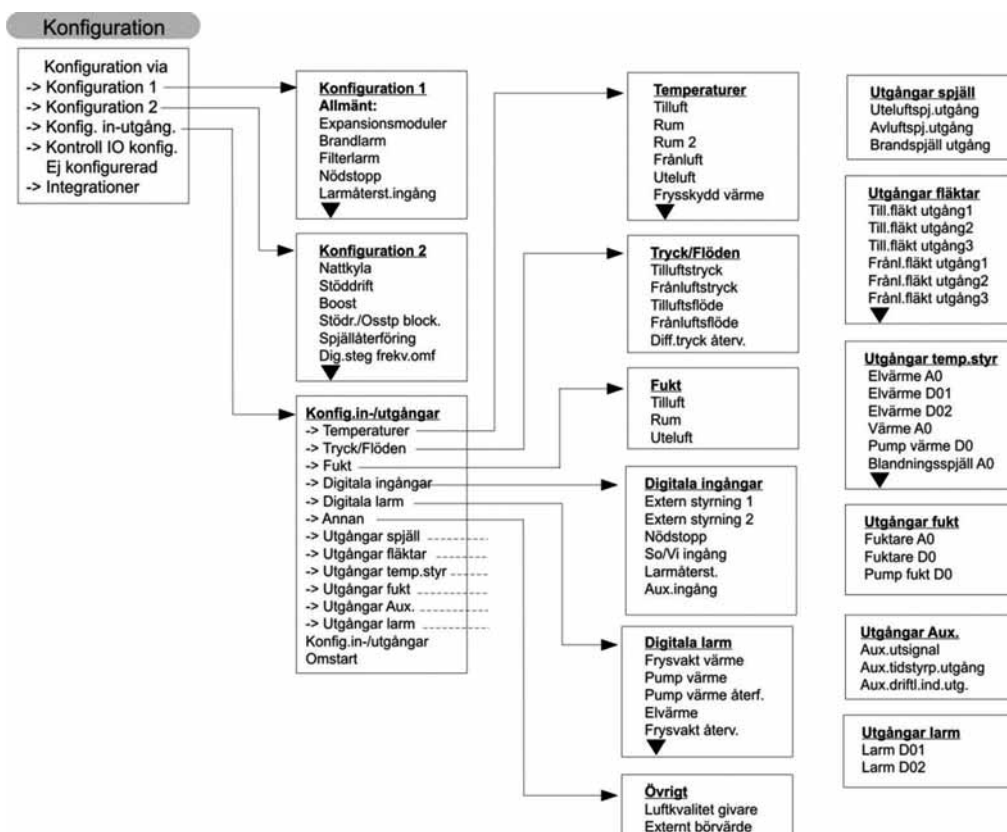 Konfiguration
Konfiguration via
-> Konfiguration 1
-> Konfiguration 2
-> Konfig. in-utgång.
-> Kontroll IO konfig.
Ej konfigurerad
-> Integrationer
Konfiguration 1
Allmänt:
Expansionsmoduler
Brandlarm
Filterlarm
Nödstopp
Larmåterst.ingång
Konfiguration 2
Nattkyla
Stöddrift
Boost
Stödr./Osstp block.
Spjällåterföring
Dig.steg frekv.omf
Konfig.in-/utgångar
-> Temperaturer
-> Tryck/Flöden
-> Fukt
-> Digitala ingångar
-> Digitala larm
-> Annan
-> Utgångar spjäll
-> Utgångar fläktar
-> Utgångar temp.styr
-> Utgångar fukt
-> Utgångar Aux.
-> Utgångar larm
Konfig.in-/utgångar
Omstart
Temperaturer
Tilluft
Rum
Rum 2
Frånluft
Uteluft
Frysskydd värme
Tryck/Flöden
Tilluftstryck
Frånluftstryck
Tilluftsflöde
Frånluftsflöde
Diff.tryck återv.
Fukt
Tilluft
Rum
Uteluft
Digitala ingångar
Extern styrning 1
Extern styrning 2
Nödstopp
So/Vi ingång
Larmåterst.
Aux.ingång
Digitala larm
Frysvakt värme
Pump värme
Pump värme återf.
Elvärme
Frysvakt återv.
Övrigt
Luftkvalitet givare
Externt börvärde
Utgångar spjäll
Uteluftspj.utgång
Avluftspj.utgång
Brandspjäll utgång
Utgångar fläktar
Till.fläkt utgång1
Till.fläkt utgång2
Till.fläkt utgång3
Frånl.fläkt utgång1
Frånl.fläkt utgång2
Frånl.fläkt utgång3
Utgångar temp.styr
Elvärme A0
Elvärme D01
Elvärme D02
Värme A0
Pump värme D0
Blandningsspjäll A0
Utgångar fukt
Fuktare A0
Fuktare D0
Pump fukt D0
Utgångar Aux.
Aux.utsignal
Aux.tidstyrp.utgång
Aux.driftl.ind.utg.
Utgångar larm
Larm D01
Larm D02